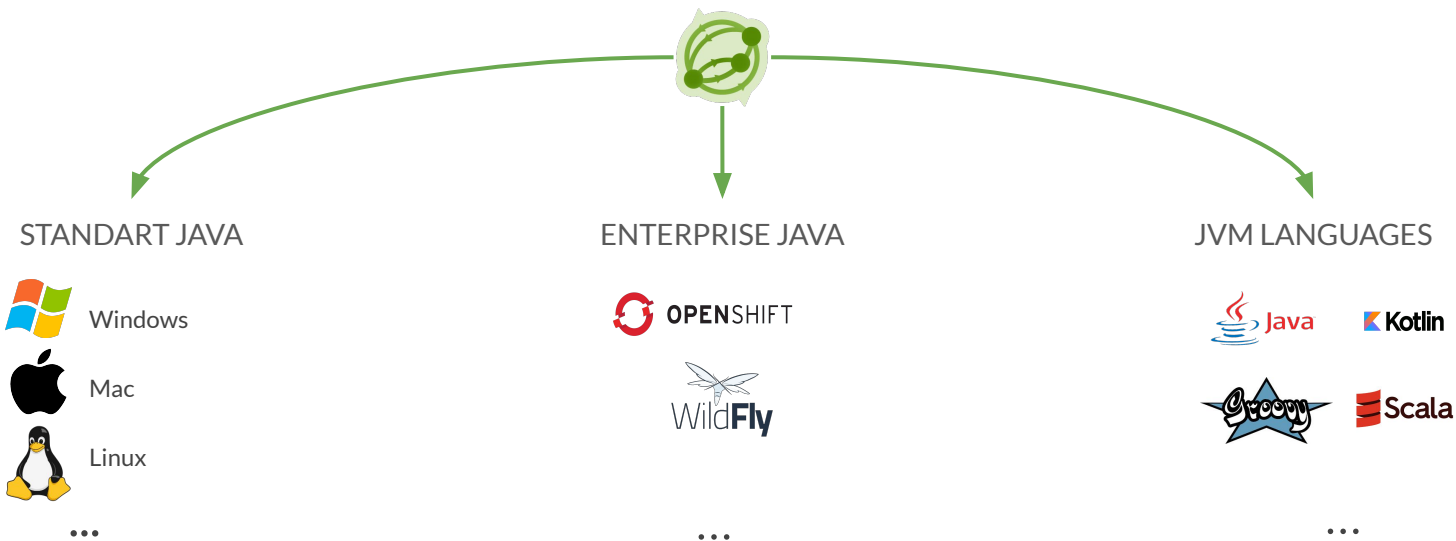 STANDART JAVA
Windows
Mac
Linux
...
ENTERPRISE JAVA
OPENSHIFT
WildFly
...
JVM LANGUAGES
Java
Kotlin
Groovy
Scala
...